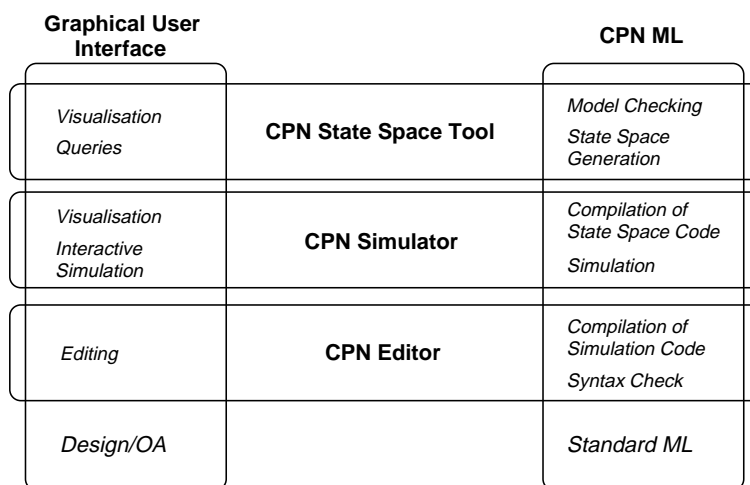 Graphical User
Interface
CPN ML
Visualisation
Queries
CPN State Space Tool
Model Checking
State Space
Generation
Visualisation
Interactive
Simulation
CPN Simulator
Compilation of
State Space Code
Simulation
Editing
CPN Editor
Compilation of
Simulation Code
Syntax Check
Design/OA
Standard ML